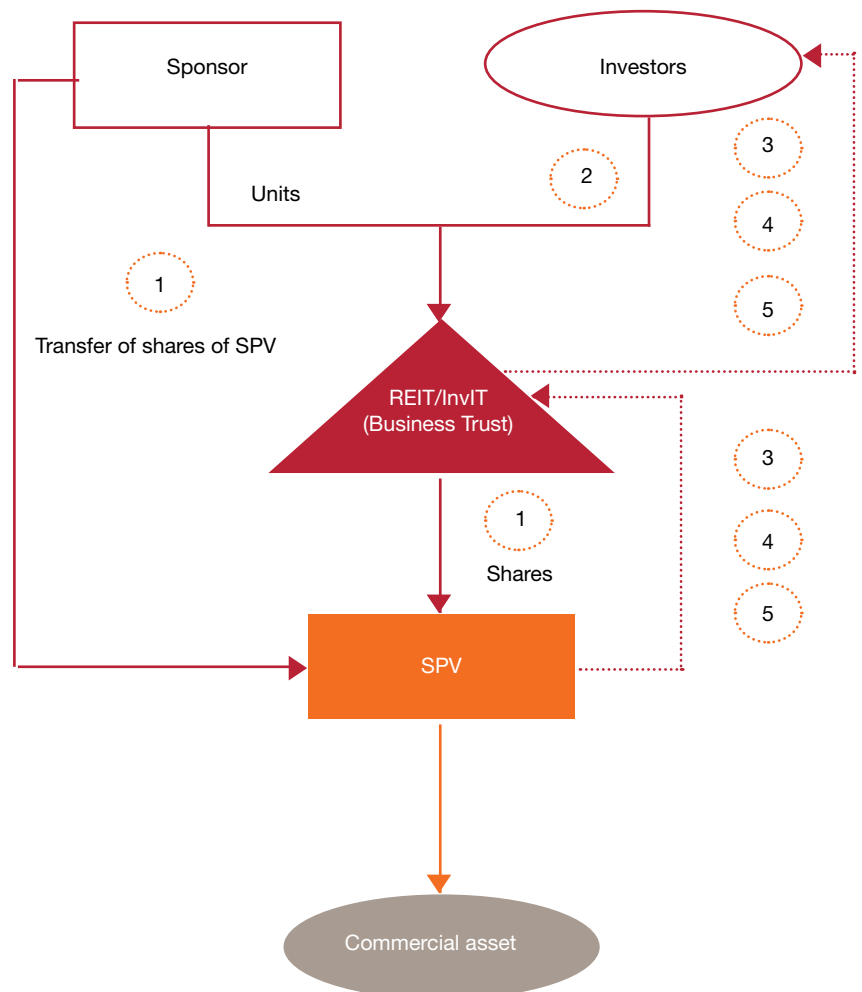 Sponsor
Investors
3
2
Units
4
1
5
Transfer of shares of SPV
REIT/InvIT
(Business Trust)
3
1
4
Shares
5
SPV
Commercial asset